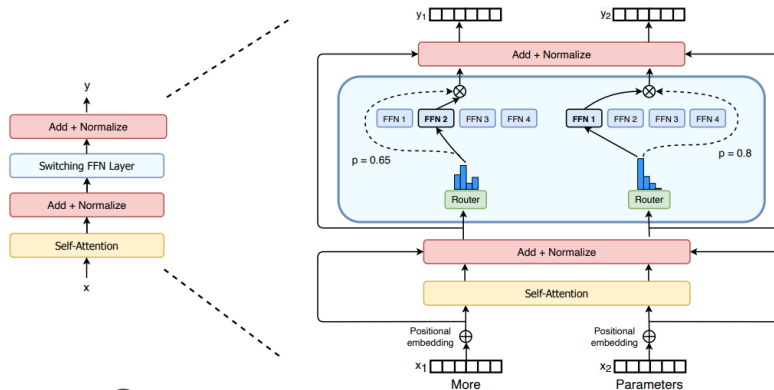 y
Add + Normalize
Switching FFN Layer
Add + Normalize
Self-Attention
x
y₁
y₂
Add + Normalize
FFN 1 FFN 2 FFN 3 FFN 4
FFN 1 FFN 2 FFN 3 FFN 4
p = 0.65
p = 0.8
Router
Router
Add + Normalize
Self-Attention
Positional
embedding
Positional
embedding
x₁
x₂
More
Parameters